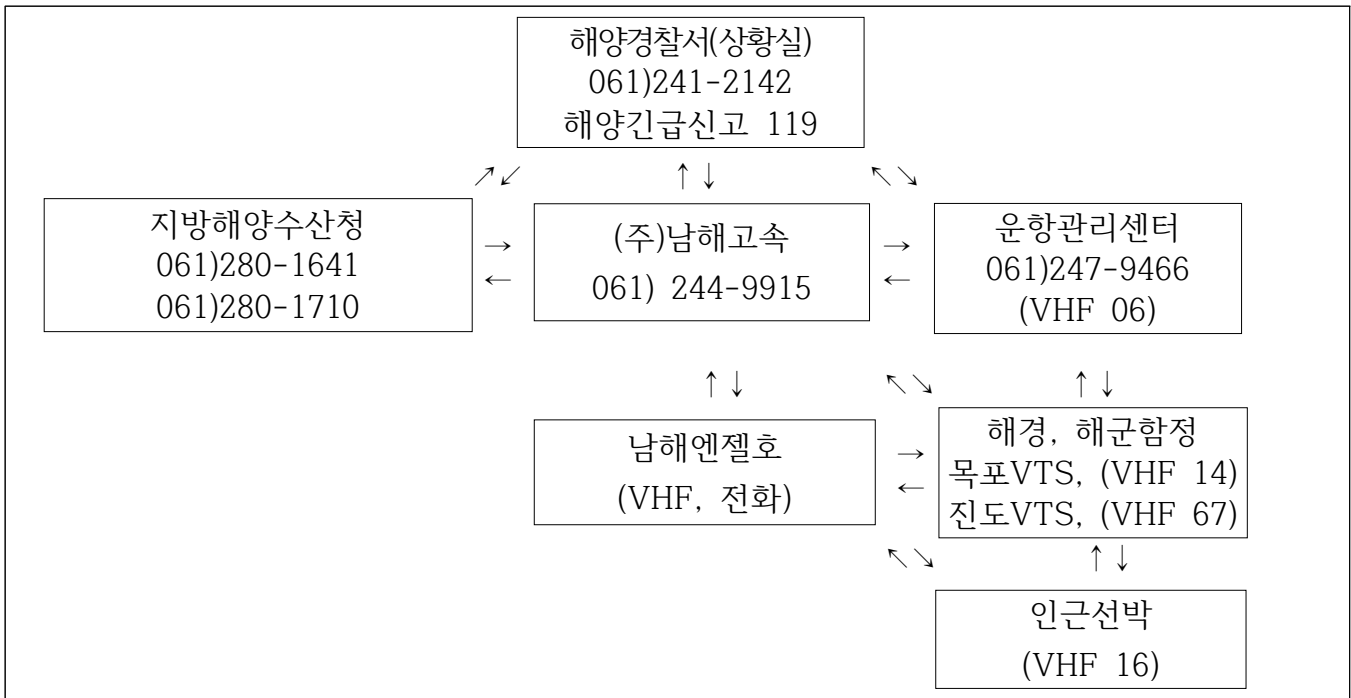 해양경찰서(상황실)
061)241-2142
해양긴급신고 119
↗↙ ↑↓ ↖↘
지방해양수산청
061)280-1641
061)280-1710
→
←
(주)남해고속
061) 244-9915
→
←
운항관리센터
061)247-9466
(VHF 06)
↑↓ ↖↘ ↑↓
남해엔젤호
(VHF, 전화)
→
←
해경, 해군함정
목포VTS, (VHF 14)
진도VTS, (VHF 67)
↖↘ ↑↓
인근선박
(VHF 16)